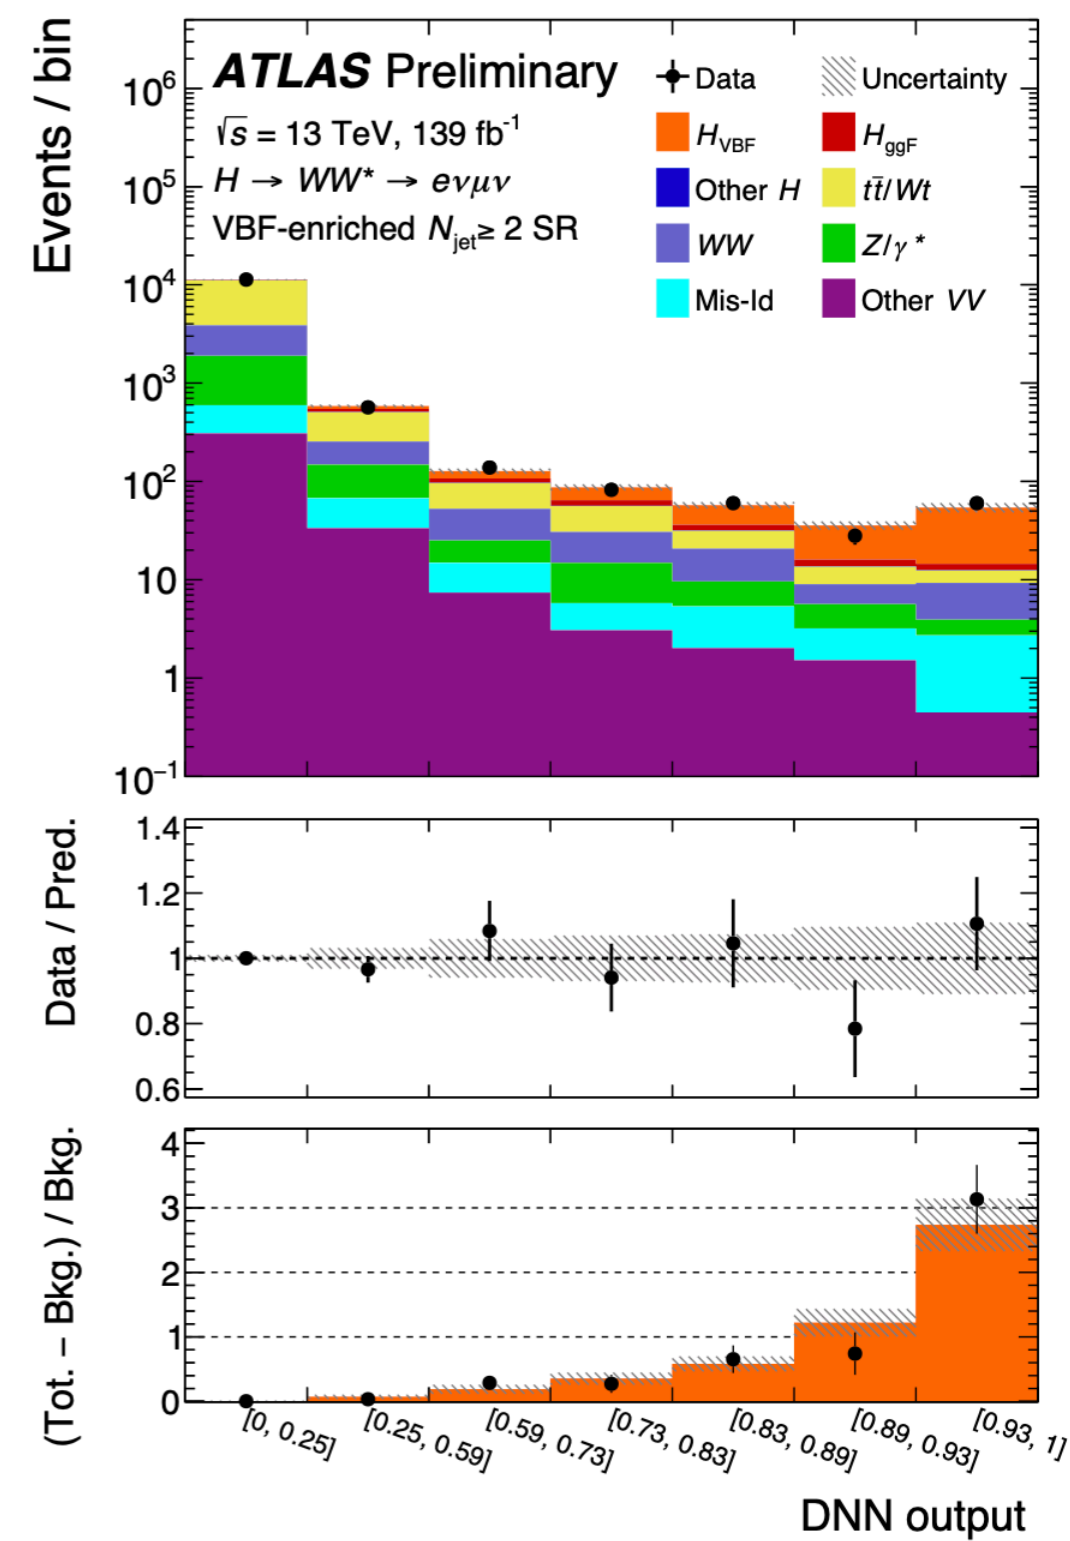 Events / bin
ATLAS Preliminary
√s = 13 TeV, 139 fb⁻¹
H → WW* → eνμν
VBF-enriched N_jet ≥ 2 SR
Data
Uncertainty
H_VBF
H_ggF
Other H
tt̄/Wt
WW
Z/γ*
Mis-Id
Other VV
10⁶
10⁵
10⁴
10³
10²
10
1
10⁻¹
Data / Pred.
1.4
1.2
1
0.8
0.6
(Tot. – Bkg.) / Bkg.
4
3
2
1
0
[0, 0.25]
[0.25, 0.59]
[0.59, 0.73]
[0.73, 0.83]
[0.83, 0.89]
[0.89, 0.93]
[0.93, 1]
DNN output